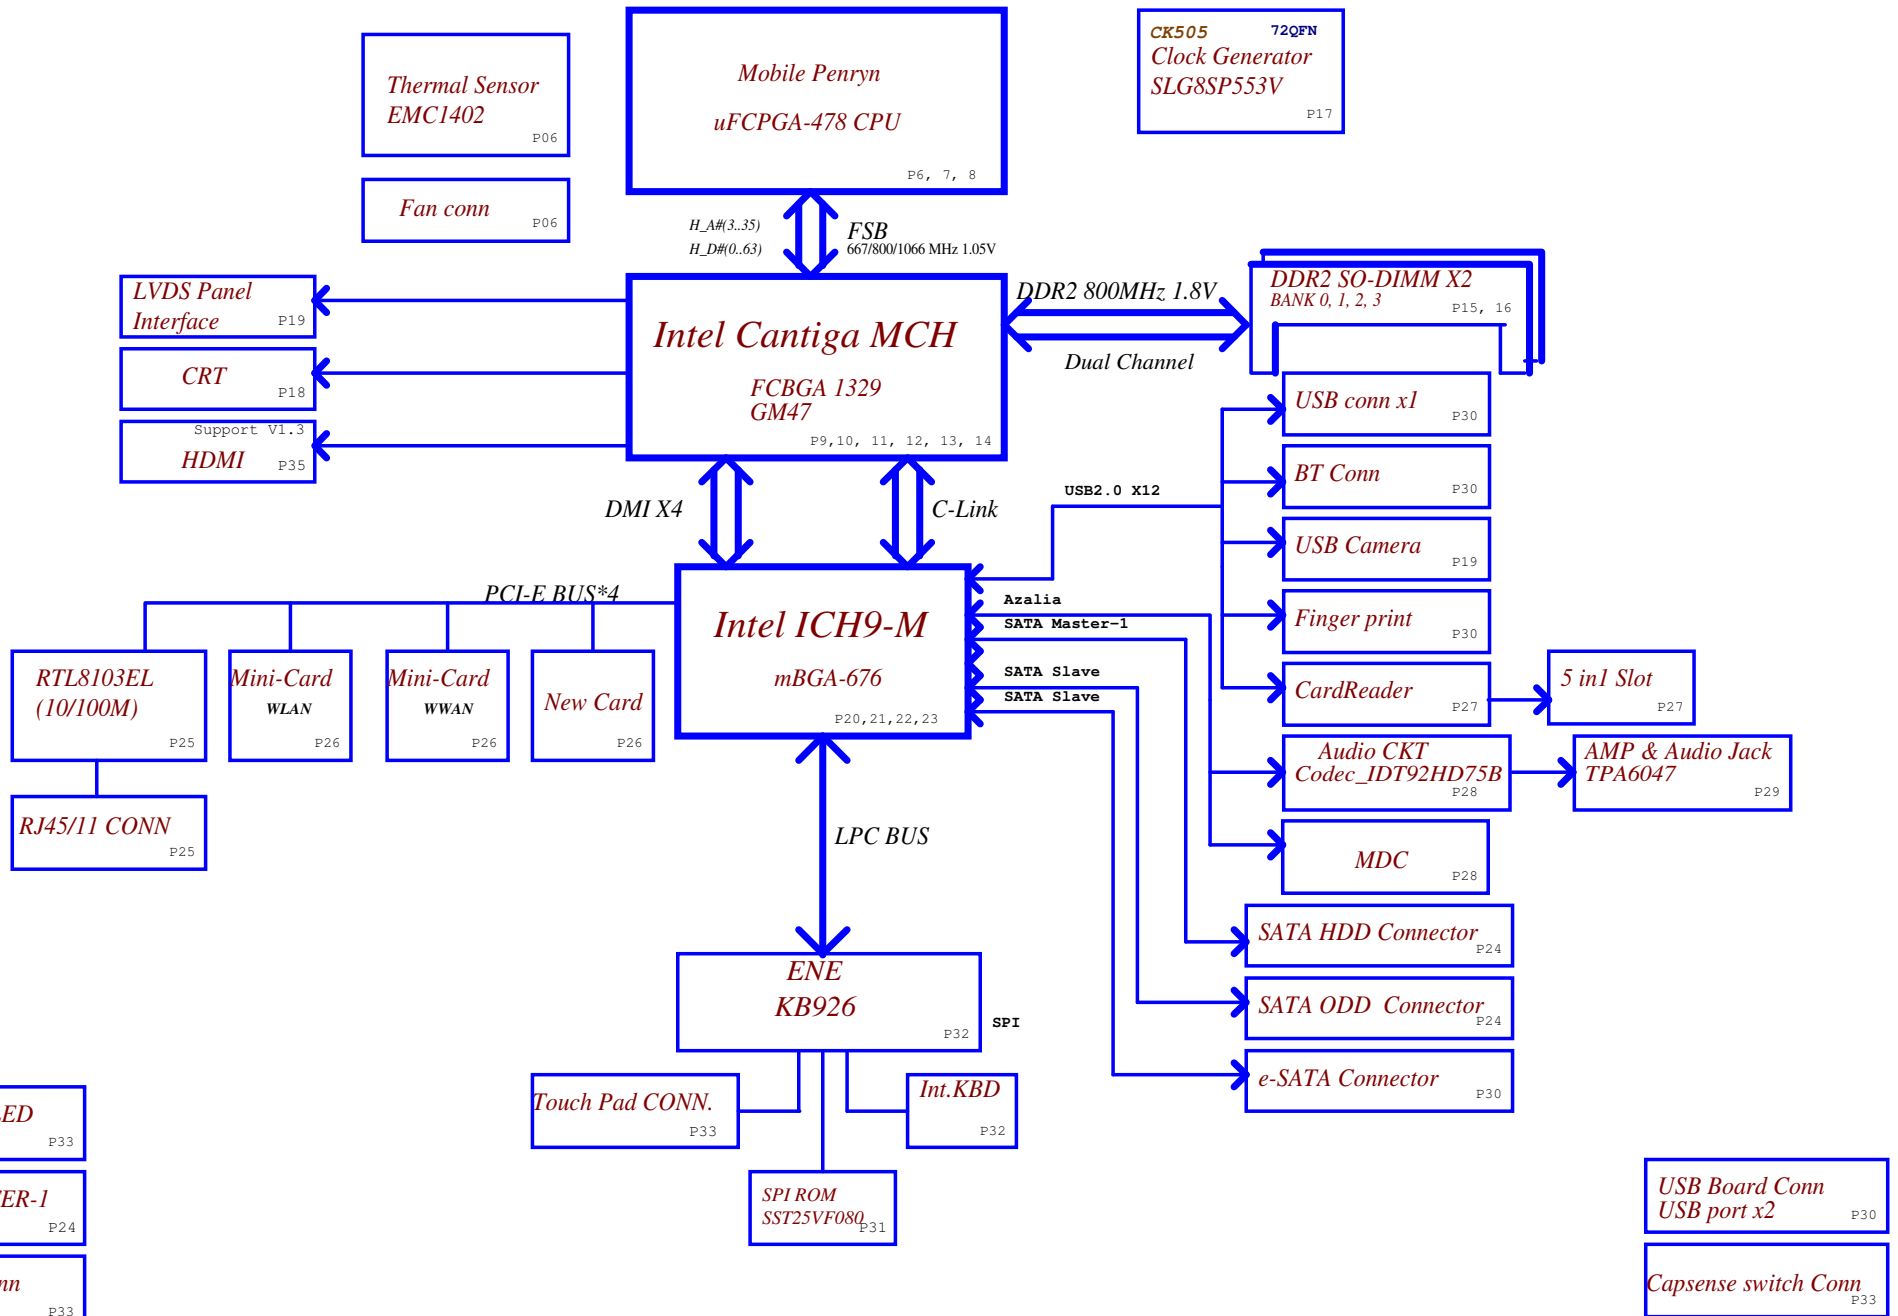 Thermal Sensor
EMC1402
P06
Fan conn
P06
Mobile Penryn
uFCPGA-478 CPU
P6, 7, 8
CK505 72QFN
Clock Generator
SLG8SP553V
P17
H_A#(3..35)
H_D#(0..63)
FSB
667/800/1066 MHz 1.05V
LVDS Panel
Interface P19
CRT
P18
Support V1.3
HDMI P35
Intel Cantiga MCH
FCBGA 1329
GM47
P9,10, 11, 12, 13, 14
DDR2 800MHz 1.8V
Dual Channel
DDR2 SO-DIMM X2
BANK 0, 1, 2, 3
P15, 16
DMI X4
C-Link
USB2.0 X12
USB conn x1
P30
BT Conn
P30
USB Camera
P19
Finger print
P30
CardReader
P27
5 in1 Slot
P27
PCI-E BUS*4
Intel ICH9-M
mBGA-676
P20,21,22,23
Azalia
SATA Master-1
SATA Slave
SATA Slave
RTL8103EL
(10/100M)
P25
Mini-Card
WLAN
P26
Mini-Card
WWAN
P26
New Card
P26
RJ45/11 CONN
P25
Audio CKT
Codec_IDT92HD75B
P28
AMP & Audio Jack
TPA6047
P29
MDC
P28
LPC BUS
SATA HDD Connector
P24
SATA ODD Connector
P24
e-SATA Connector
P30
ENE
KB926
P32
SPI
Touch Pad CONN.
P33
Int.KBD
P32
SPI ROM
SST25VF080
P31
ED
P33
ER-1
P24
nn
P33
USB Board Conn
USB port x2
P30
Capsense switch Conn
P33